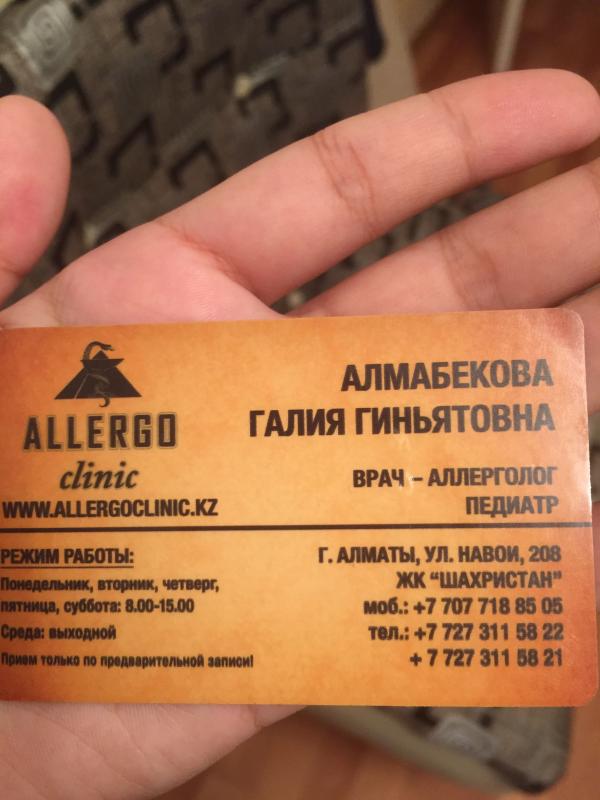 ALLERGO
clinic
WWW.ALLERGOCLINIC.KZ
АЛМАБЕКОВА
ГАЛИЯ ГИНЬЯТОВНА
ВРАЧ - АЛЛЕРГОЛОГ
ПЕДИАТР
РЕЖИМ РАБОТЫ:
Понедельник, вторник, четверг,
пятница, суббота: 8.00-15.00
Среда: выходной
Прием только по предварительной записи!
Г. АЛМАТЫ, УЛ. НАВОИ, 208
ЖК "ШАХРИСТАН"
моб.: +7 707 718 85 05
тел.: +7 727 311 58 22
+ 7 727 311 58 21